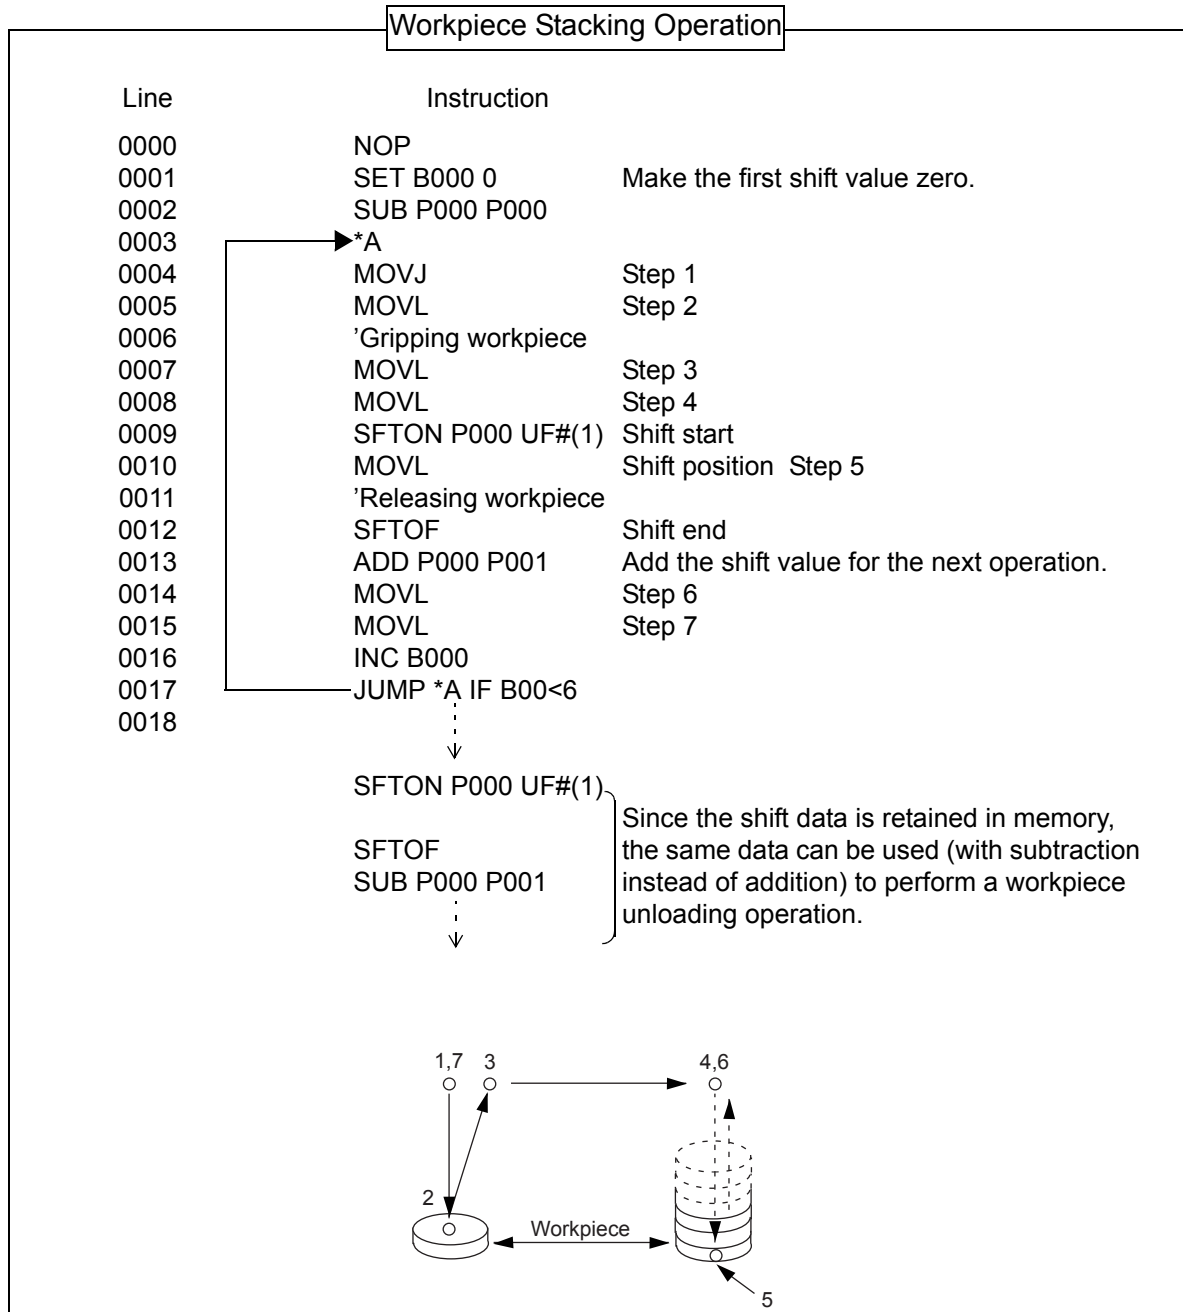 Workpiece Stacking Operation
Line Instruction
0000 NOP
0001 SET B000 0 Make the first shift value zero.
0002 SUB P000 P000
0003 *A
0004 MOVJ Step 1
0005 MOVL Step 2
0006 ’Gripping workpiece
0007 MOVL Step 3
0008 MOVL Step 4
0009 SFTON P000 UF#(1) Shift start
0010 MOVL Shift position Step 5
0011 ’Releasing workpiece
0012 SFTOF Shift end
0013 ADD P000 P001 Add the shift value for the next operation.
0014 MOVL Step 6
0015 MOVL Step 7
0016 INC B000
0017 JUMP *A IF B00<6
0018
SFTON P000 UF#(1)
Since the shift data is retained in memory,
SFTOF the same data can be used (with subtraction
SUB P000 P001 instead of addition) to perform a workpiece
unloading operation.
1,7 3 4,6
2
Workpiece
5